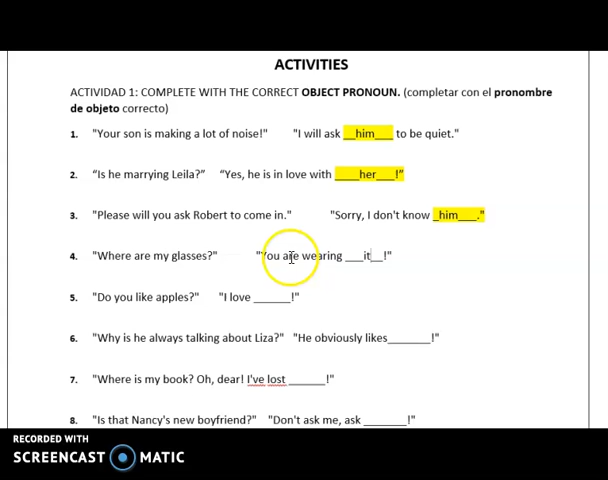 ACTIVITIES
ACTIVIDAD 1: COMPLETE WITH THE CORRECT OBJECT PRONOUN. (completar con el pronombre
de objeto correcto)
1. "Your son is making a lot of noise!" "I will ask __him___ to be quiet."
2. “Is he marrying Leila?” “Yes, he is in love with ____her___!”
3. "Please will you ask Robert to come in." "Sorry, I don't know _him___."
4. "Where are my glasses?" "You are wearing ___it__!"
5. "Do you like apples?" "I love ______!"
6. "Why is he always talking about Liza?" "He obviously likes_______!"
7. "Where is my book? Oh, dear! I've lost ______!"
8. "Is that Nancy's new boyfriend?" "Don't ask me, ask _______!"
RECORDED WITH
SCREENCAST MATIC